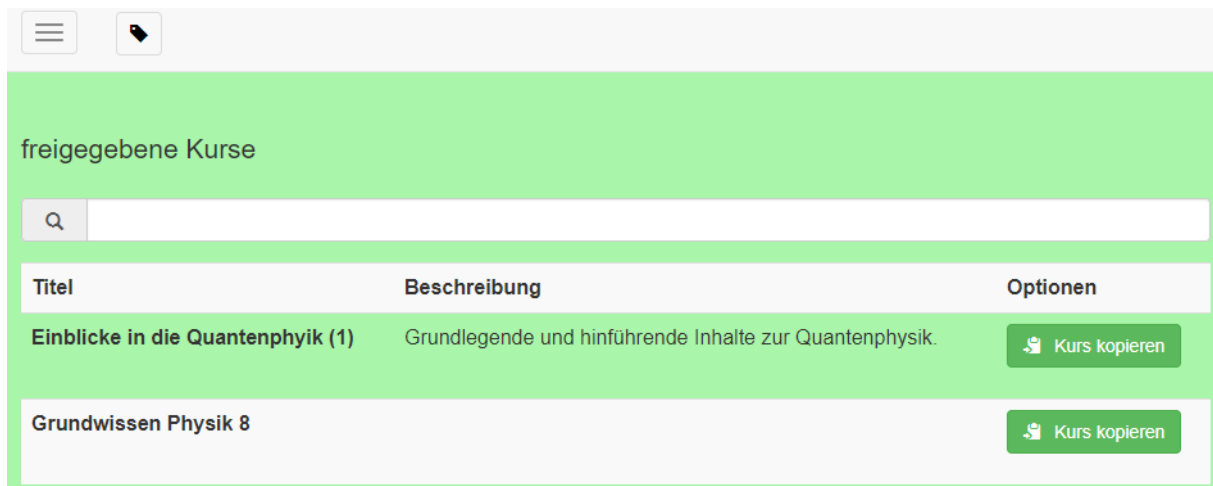 freigegebene Kurse
Titel Beschreibung Optionen
Einblicke in die Quantenphyik (1) Grundlegende und hinführende Inhalte zur Quantenphysik. Kurs kopieren
Grundwissen Physik 8 Kurs kopieren